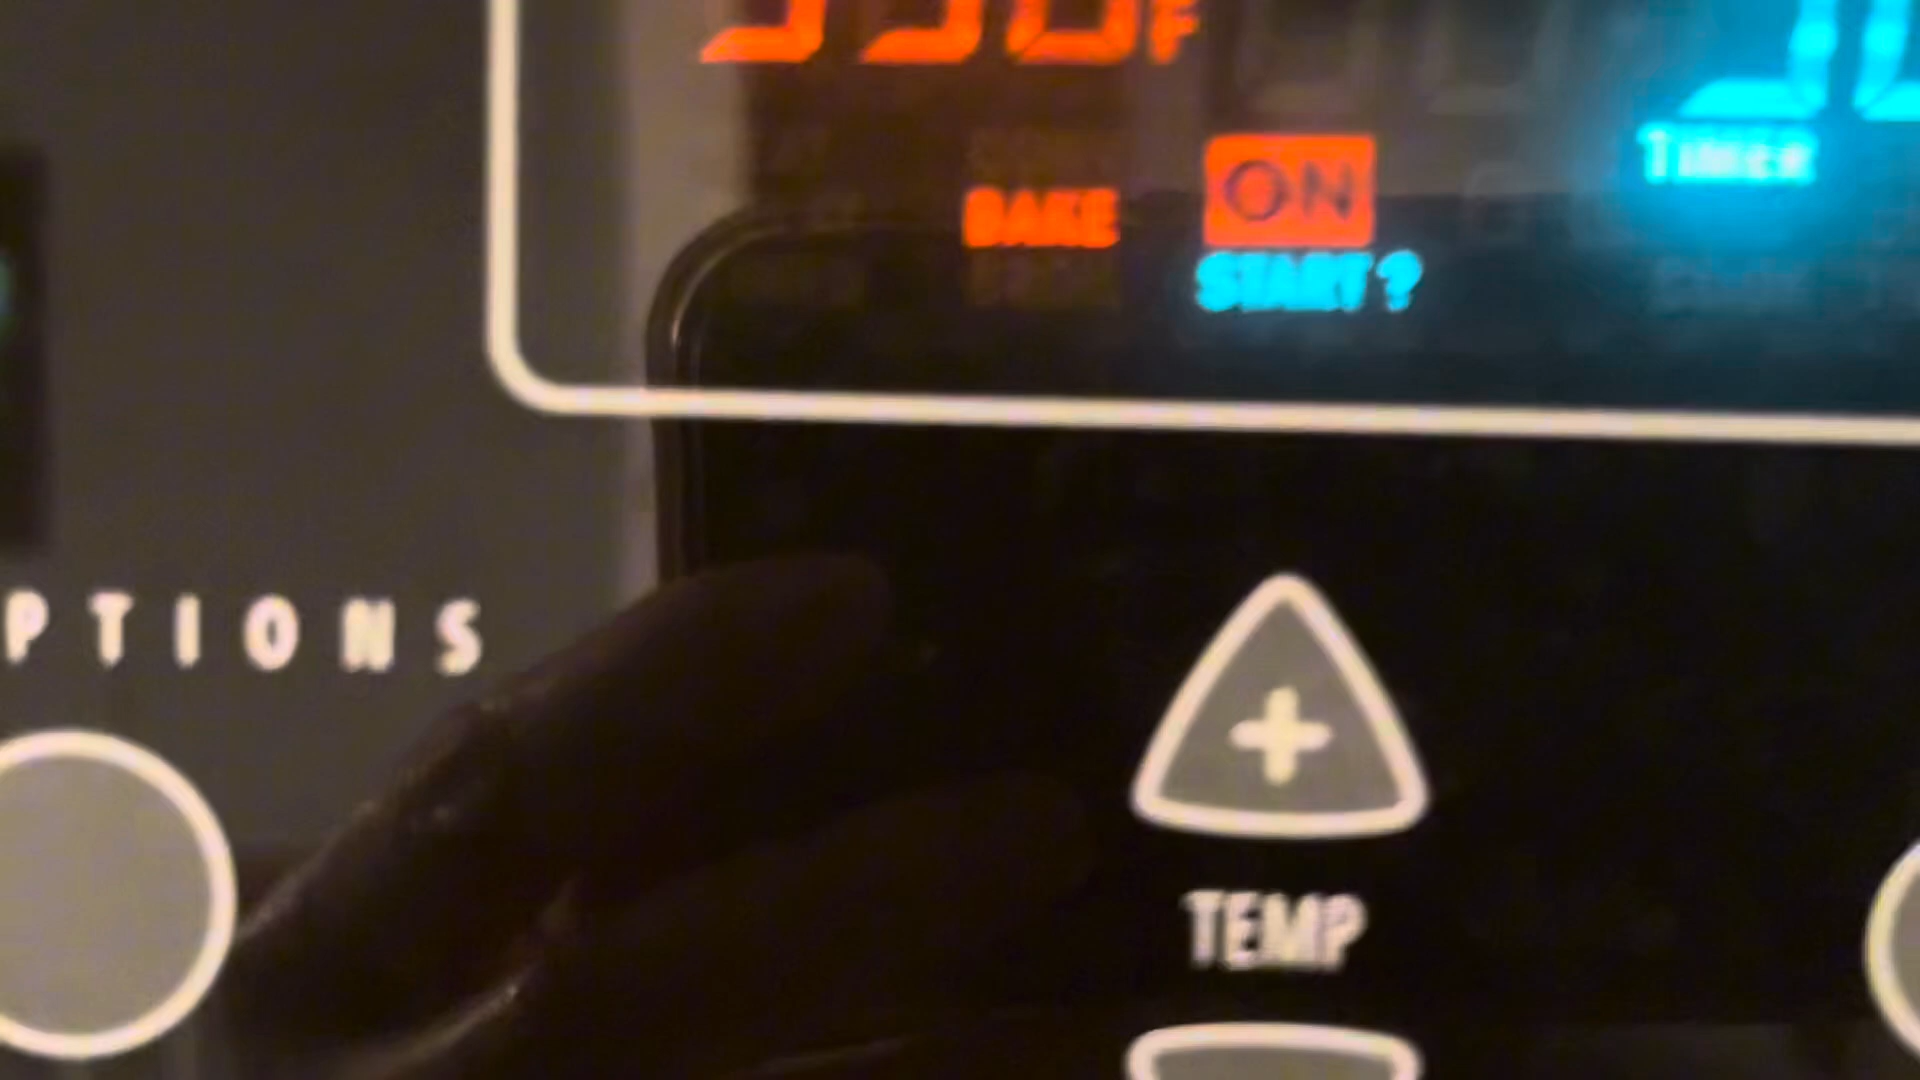 F
TIMER
BAKE
ON
START?
PTIONS
+
TEMP